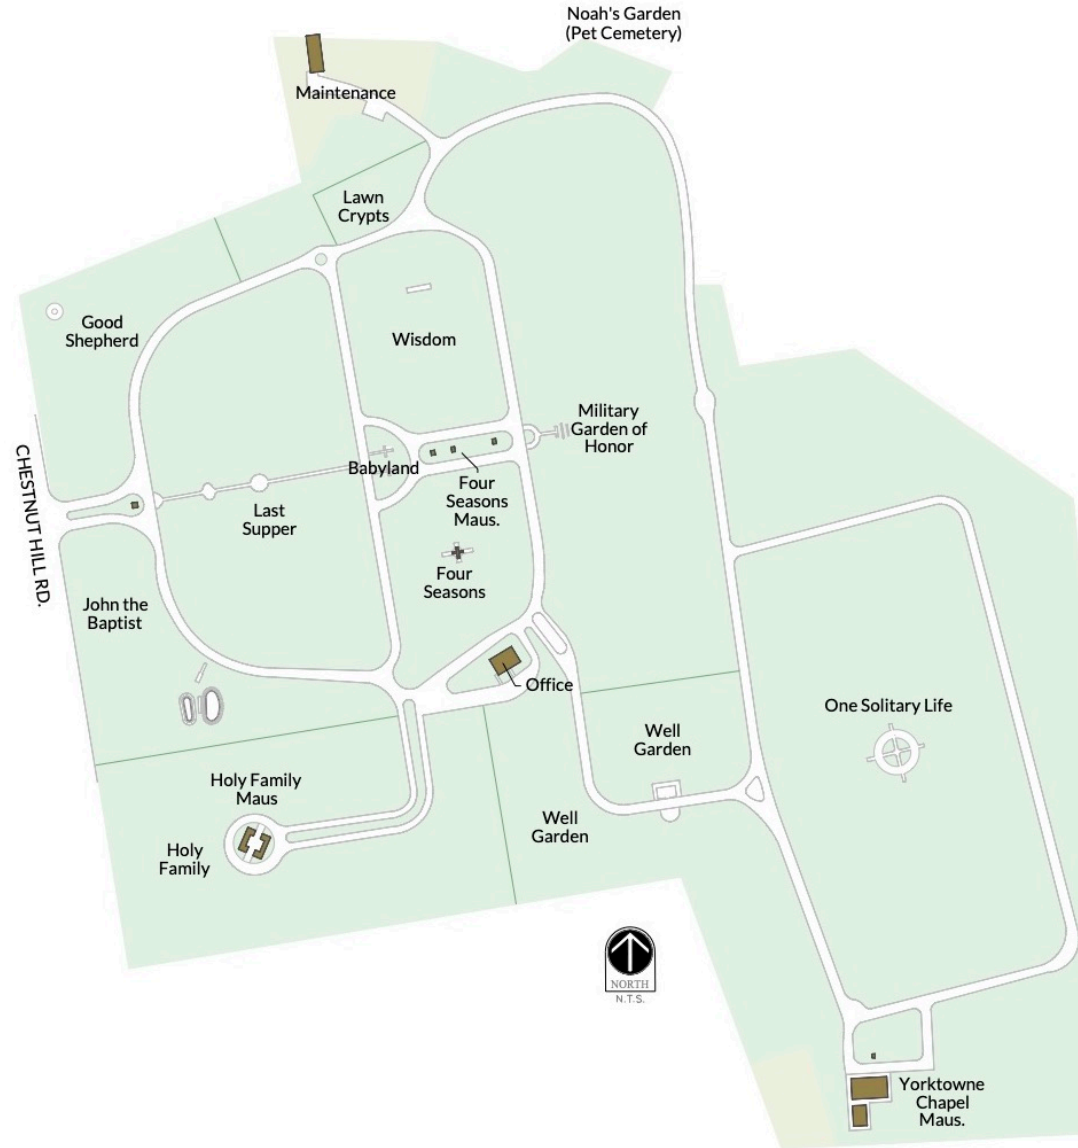 Noah's Garden
(Pet Cemetery)
Maintenance
Lawn
Crypts
Good
Shepherd
Wisdom
Military
Garden of
Honor
CHESTNUT HILL RD.
Babyland
Four
Seasons
Maus.
Last
Supper
Four
Seasons
John the
Baptist
Office
One Solitary Life
Well
Garden
Holy Family
Maus
Well
Garden
Holy
Family
NORTH
N.T.S.
Yorktowne
Chapel
Maus.